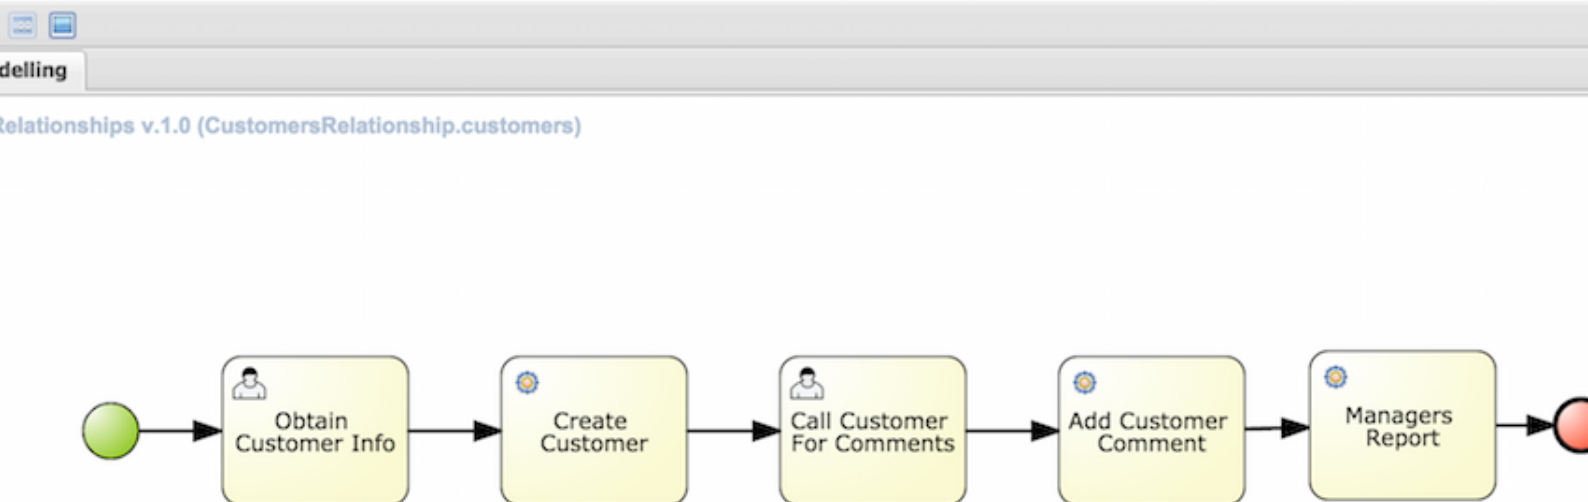 delling
Relationships v.1.0 (CustomersRelationship.customers)
Obtain
Customer Info
Create
Customer
Call Customer
For Comments
Add Customer
Comment
Managers
Report